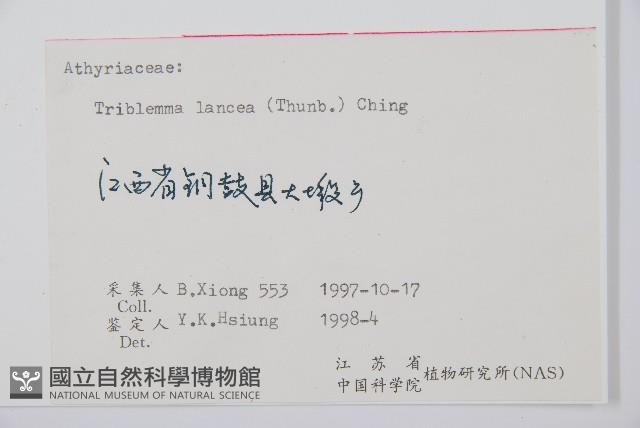 Athyriaceae:
Triblemma lancea (Thunb.) Ching
江西省铜鼓县大塅乡
采集人 B.Xiong 553 1997-10-17
Coll.
鉴定人 Y.K.Hsiung 1998-4
Det.
江苏省
中国科学院 植物研究所(NAS)
國立自然科學博物館
NATIONAL MUSEUM OF NATURAL SCIENCE